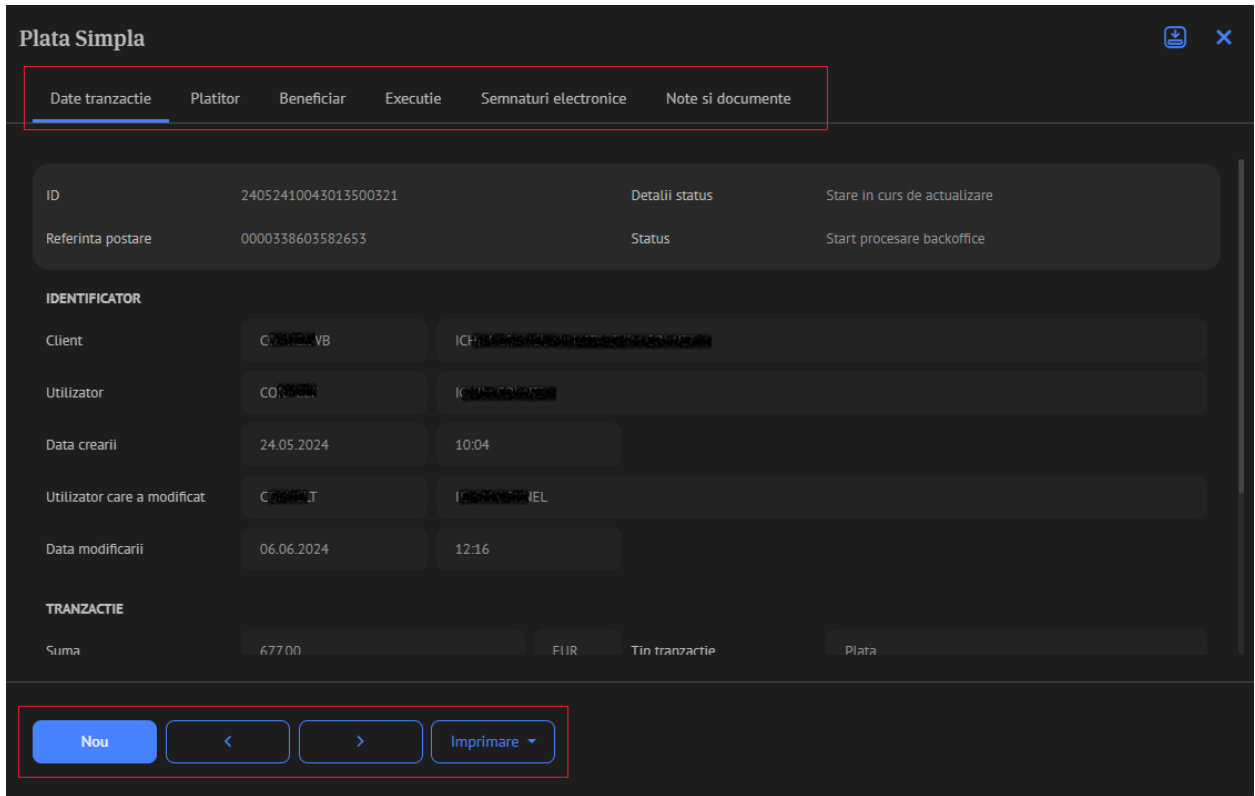 Plata Simpla
Date tranzactie Platitor Beneficiar Executie Semnaturi electronice Note si documente
ID 24052410043013500321 Detalii status Stare in curs de actualizare
Referinta postare 0000338603582653 Status Start procesare backoffice
IDENTIFICATOR
Client
Utilizator
Data crearii 24.05.2024 10:04
Utilizator care a modificat
Data modificarii 06.06.2024 12:16
TRANZACTIE
Suma 677.00 EUR Tip tranzactie Plata
Nou < > Imprimare